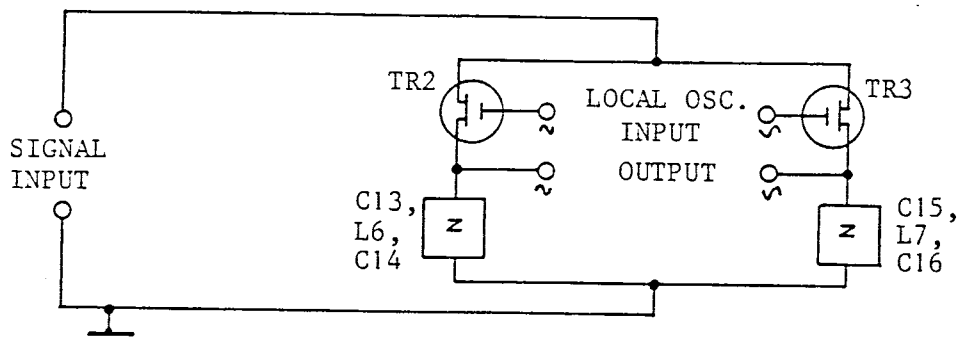 SIGNAL
INPUT
TR2
LOCAL OSC.
INPUT
OUTPUT
TR3
C13,
L6,
C14
N
N
C15,
L7,
C16